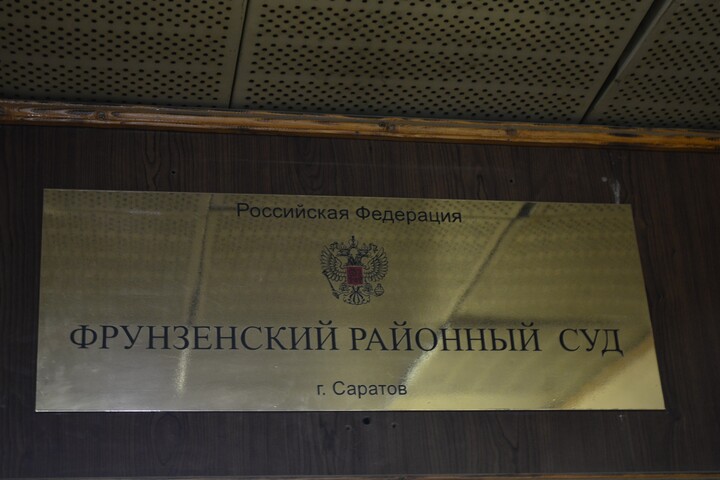 Российская Федерация
ФРУНЗЕНСКИЙ РАЙОННЫЙ СУД
г. Саратов